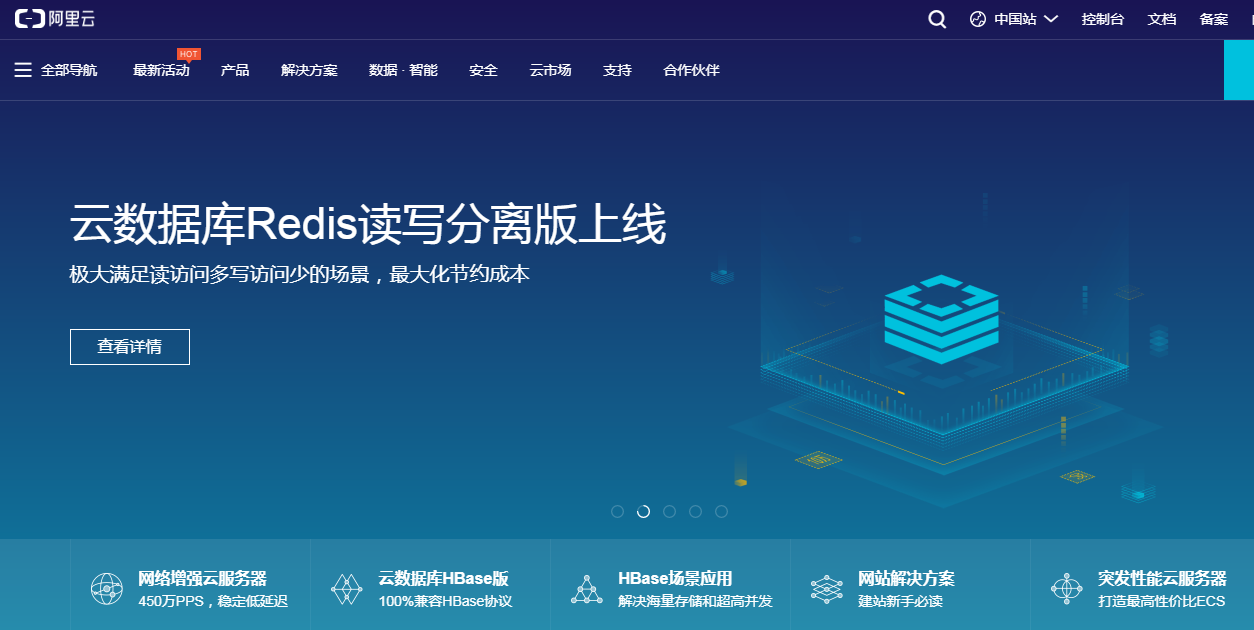 阿里云
中国站 控制台 文档 备案
全部导航 最新活动 HOT 产品 解决方案 数据 · 智能 安全 云市场 支持 合作伙伴
云数据库Redis读写分离版上线
极大满足读访问多写访问少的场景，最大化节约成本
查看详情
网络增强云服务器
450万PPS，稳定低延迟
云数据库HBase版
100%兼容HBase协议
HBase场景应用
解决海量存储和超高并发
网站解决方案
建站新手必读
突发性能云服务器
打造最高性价比ECS